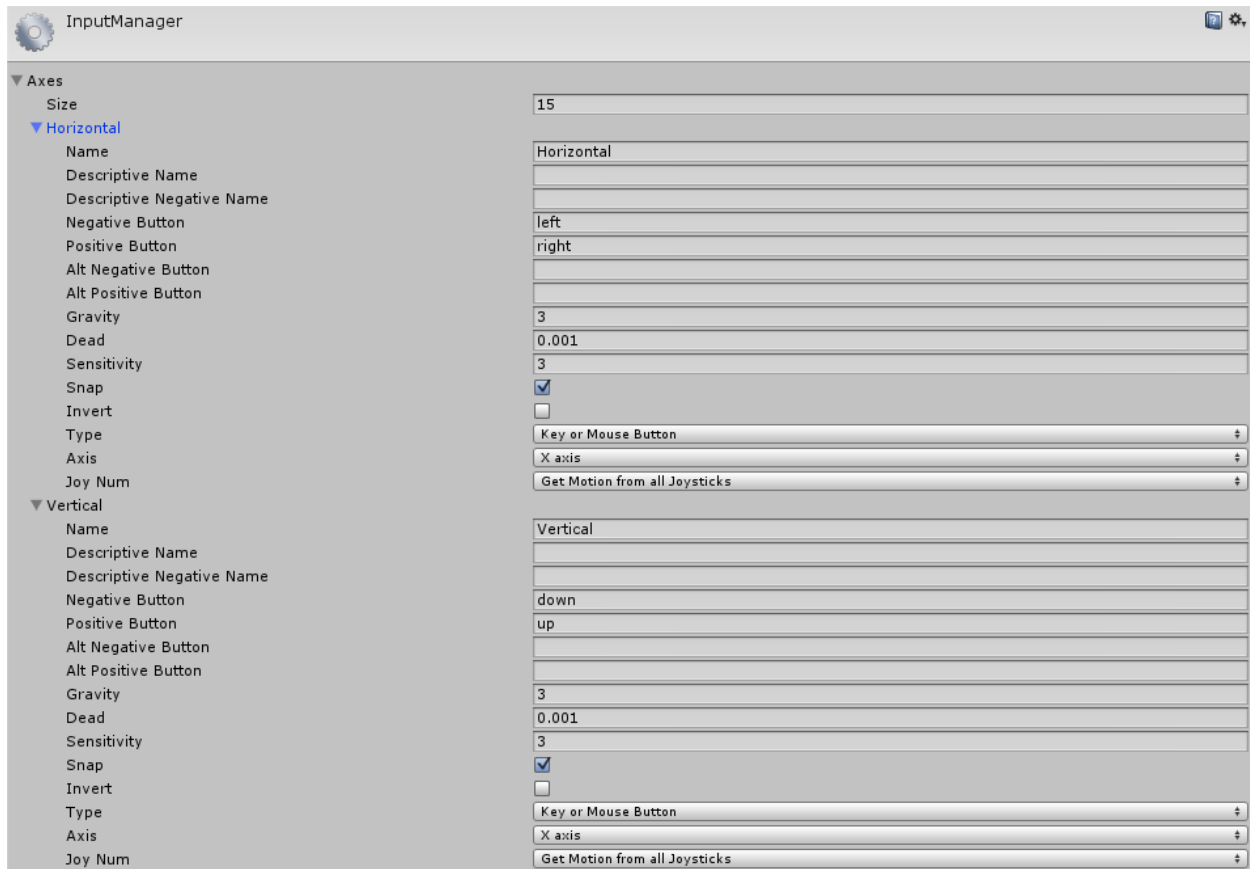 InputManager
Axes
Size 15
Horizontal
Name Horizontal
Descriptive Name
Descriptive Negative Name
Negative Button left
Positive Button right
Alt Negative Button
Alt Positive Button
Gravity 3
Dead 0.001
Sensitivity 3
Snap
Invert
Type Key or Mouse Button
Axis X axis
Joy Num Get Motion from all Joysticks
Vertical
Name Vertical
Descriptive Name
Descriptive Negative Name
Negative Button down
Positive Button up
Alt Negative Button
Alt Positive Button
Gravity 3
Dead 0.001
Sensitivity 3
Snap
Invert
Type Key or Mouse Button
Axis X axis
Joy Num Get Motion from all Joysticks